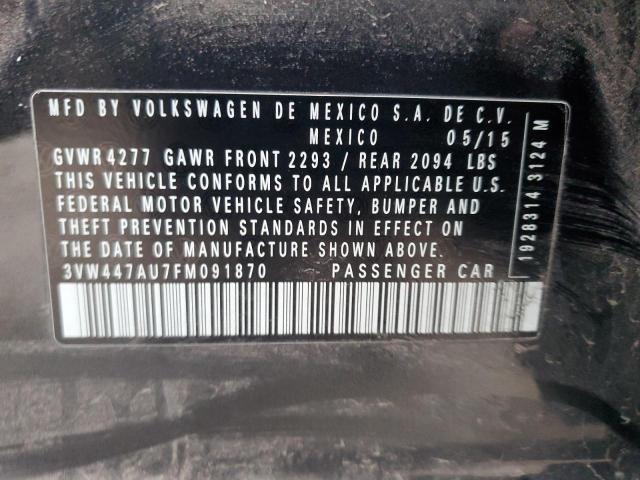 MFD BY VOLKSWAGEN DE MEXICO S.A. DE C.V.
MEXICO 05/15
GVWR 4277 GAWR FRONT 2293 / REAR 2094 LBS
THIS VEHICLE CONFORMS TO ALL APPLICABLE U.S.
FEDERAL MOTOR VEHICLE SAFETY, BUMPER AND
THEFT PREVENTION STANDARDS IN EFFECT ON
THE DATE OF MANUFACTURE SHOWN ABOVE.
3VW447AU7FM091870 PASSENGER CAR
1928314 3124 M